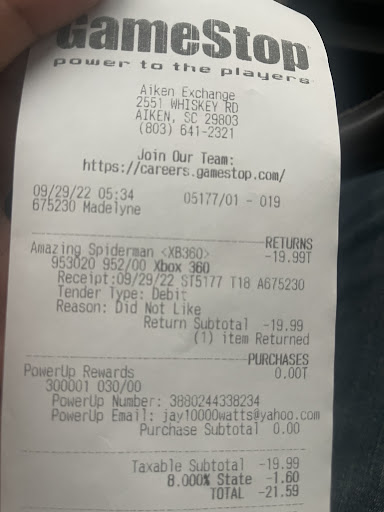 GameStop
power to the players
Aiken Exchange
2551 WHISKEY RD
AIKEN, SC 29803
(803) 641-2321
Join Our Team:
https://careers.gamestop.com/
09/29/22 05:34 05177/01 - 019
675230 Madelyne
RETURNS
Amazing Spiderman <XB360> -19.99T
953020 952/00 Xbox 360
Receipt:09/29/22 ST5177 T18 A675230
Tender Type: Debit
Reason: Did Not Like
Return Subtotal -19.99
(1) item Returned
PURCHASES
PowerUp Rewards 0.00T
300001 030/00
PowerUp Number: 3880244338234
PowerUp Email: jay10000watts@yahoo.com
Purchase Subtotal 0.00
Taxable Subtotal -19.99
8.000% State -1.60
TOTAL -21.59